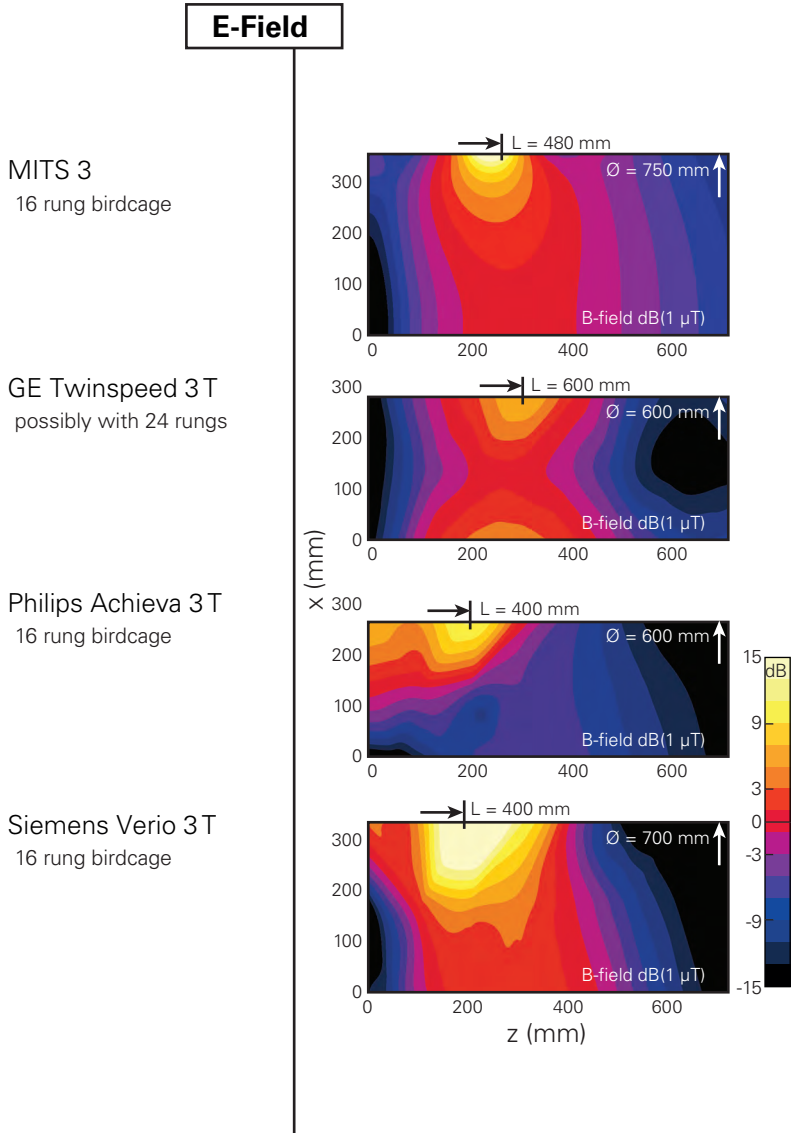 E-Field
MITS 3
16 rung birdcage
L = 480 mm
Ø = 750 mm
300
200
100
0
B-field dB(1 µT)
0 200 400 600
GE Twinspeed 3 T
possibly with 24 rungs
L = 600 mm
Ø = 600 mm
300
200
100
0
B-field dB(1 µT)
0 200 400 600
x (mm)
Philips Achieva 3 T
16 rung birdcage
L = 400 mm
Ø = 600 mm
300
200
100
0
B-field dB(1 µT)
0 200 400 600
15
dB
9
3
0
-3
-9
-15
Siemens Verio 3 T
16 rung birdcage
L = 400 mm
Ø = 700 mm
300
200
100
0
B-field dB(1 µT)
0 200 400 600
z (mm)